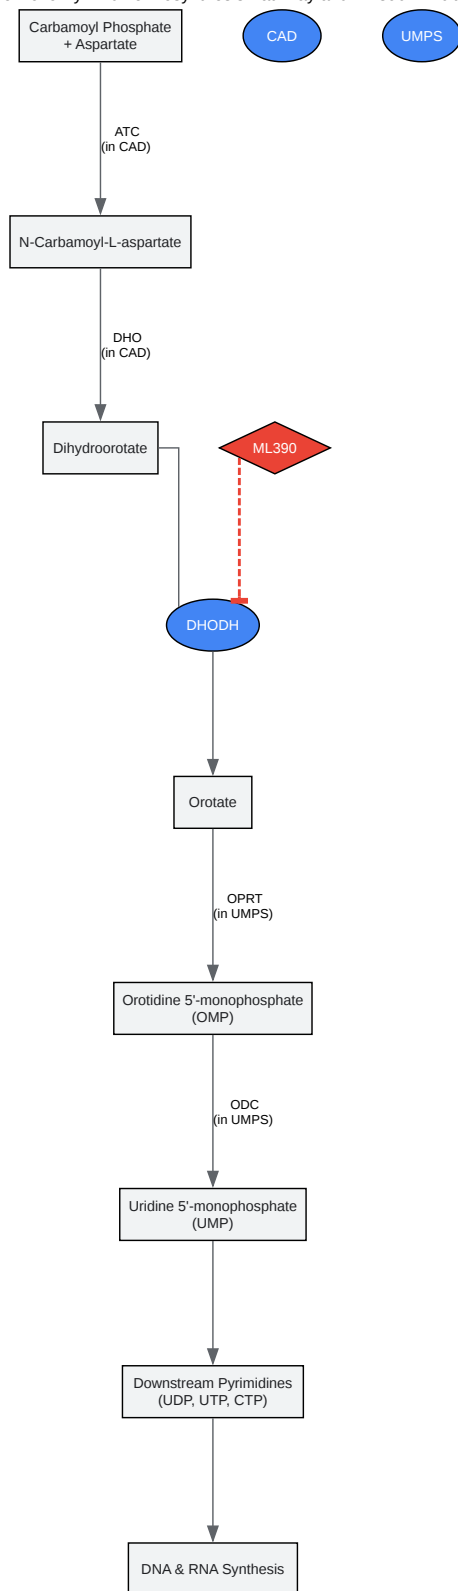 Carbamoyl Phosphate
+ Aspartate
CAD
UMPS
ATC
(in CAD)
N-Carbamoyl-L-aspartate
DHO
(in CAD)
Dihydroorotate
ML390
DHODH
Orotate
OPRT
(in UMPS)
Orotidine 5'-monophosphate
(OMP)
ODC
(in UMPS)
Uridine 5'-monophosphate
(UMP)
Downstream Pyrimidines
(UDP, UTP, CTP)
DNA & RNA Synthesis